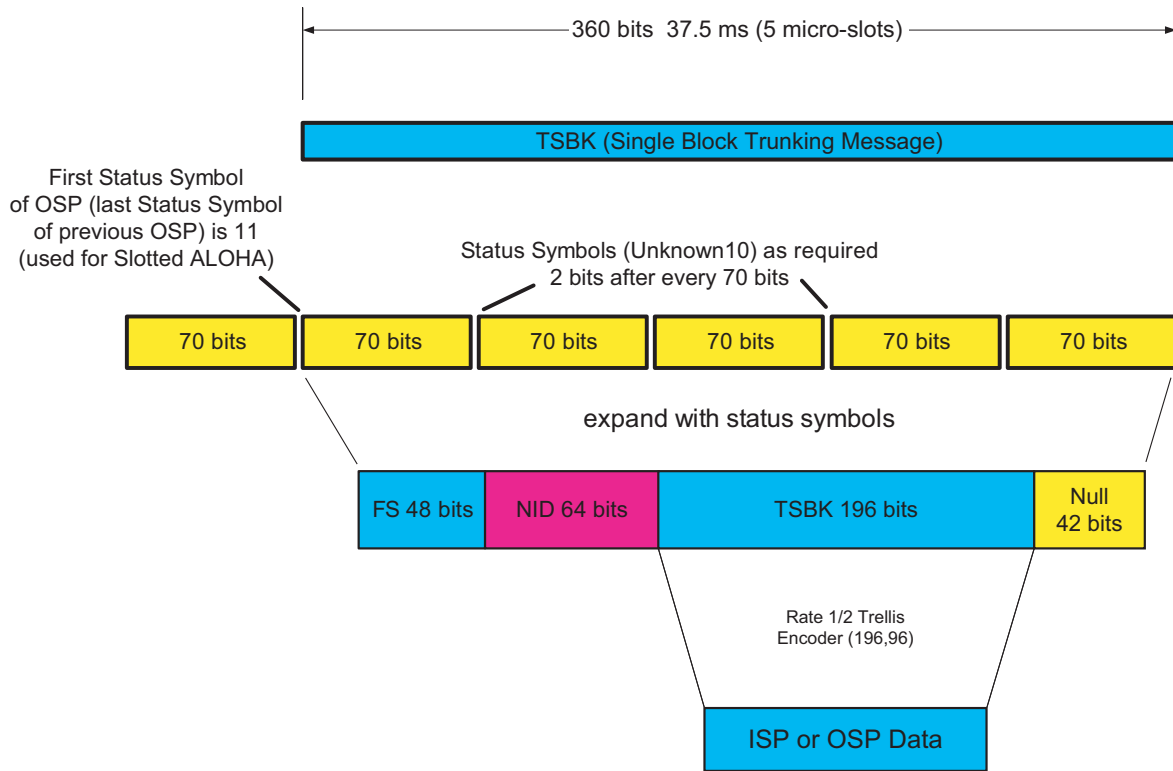 360 bits  37.5 ms (5 micro-slots)
TSBK (Single Block Trunking Message)
First Status Symbol
of OSP (last Status Symbol
of previous OSP) is 11
(used for Slotted ALOHA)
Status Symbols (Unknown10) as required
2 bits after every 70 bits
70 bits
70 bits
70 bits
70 bits
70 bits
70 bits
expand with status symbols
FS 48 bits
NID 64 bits
TSBK 196 bits
Null
42 bits
Rate 1/2 Trellis
Encoder (196,96)
ISP or OSP Data